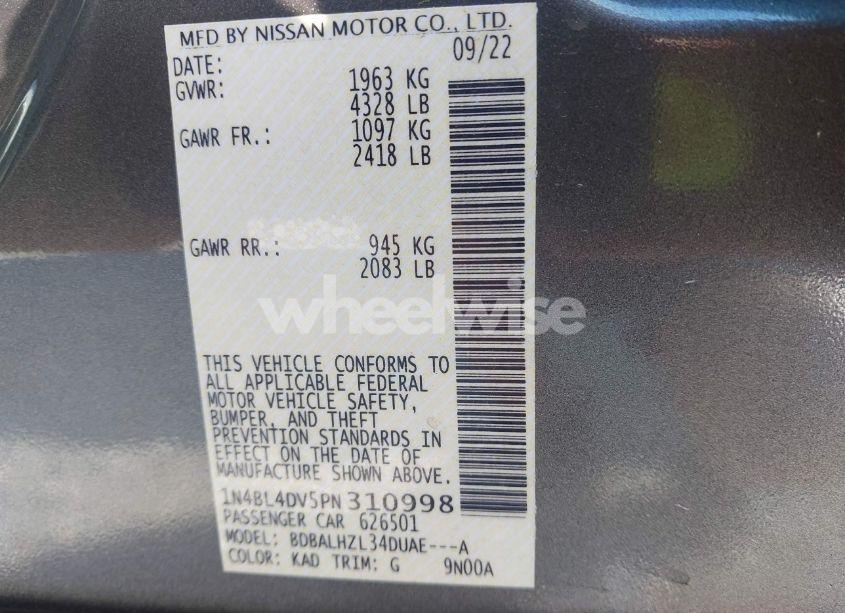 MFD BY NISSAN MOTOR CO., LTD.
DATE: 09/22
GVWR: 1963 KG
4328 LB
GAWR FR.: 1097 KG
2418 LB
GAWR RR.: 945 KG
2083 LB
wheelwise
THIS VEHICLE CONFORMS TO
ALL APPLICABLE FEDERAL
MOTOR VEHICLE SAFETY,
BUMPER, AND THEFT
PREVENTION STANDARDS IN
EFFECT ON THE DATE OF
MANUFACTURE SHOWN ABOVE.
1N4BL4DV5PN310998
PASSENGER CAR 626501
MODEL: BDBALHZL34DUAE---A
COLOR: KAD TRIM: G 9N00A